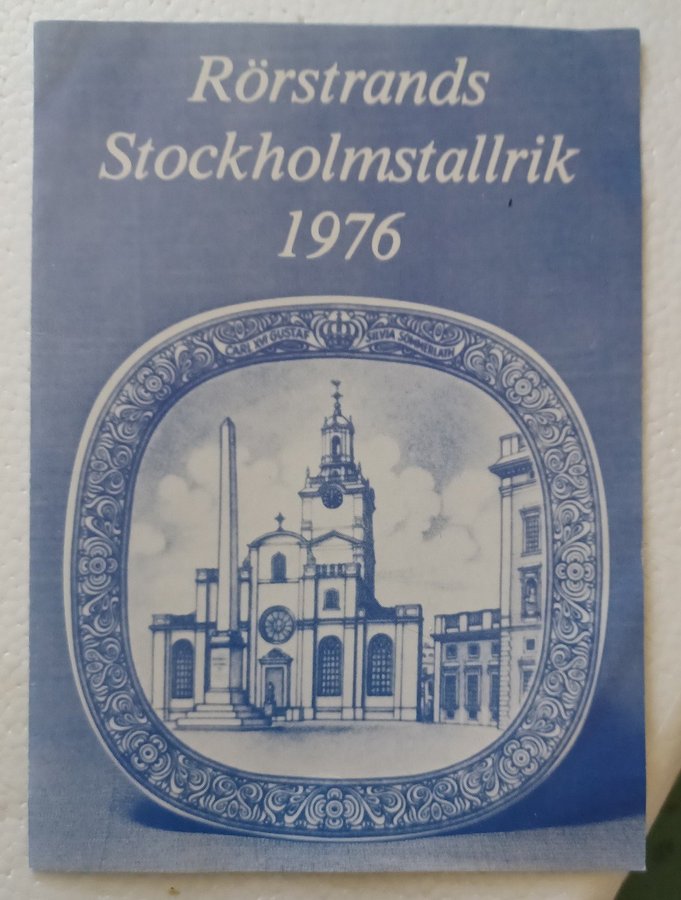 Rörstrands
Stockholmstallrik
1976
CARL XVI GUSTAF
SILVIA SOMMERLATH